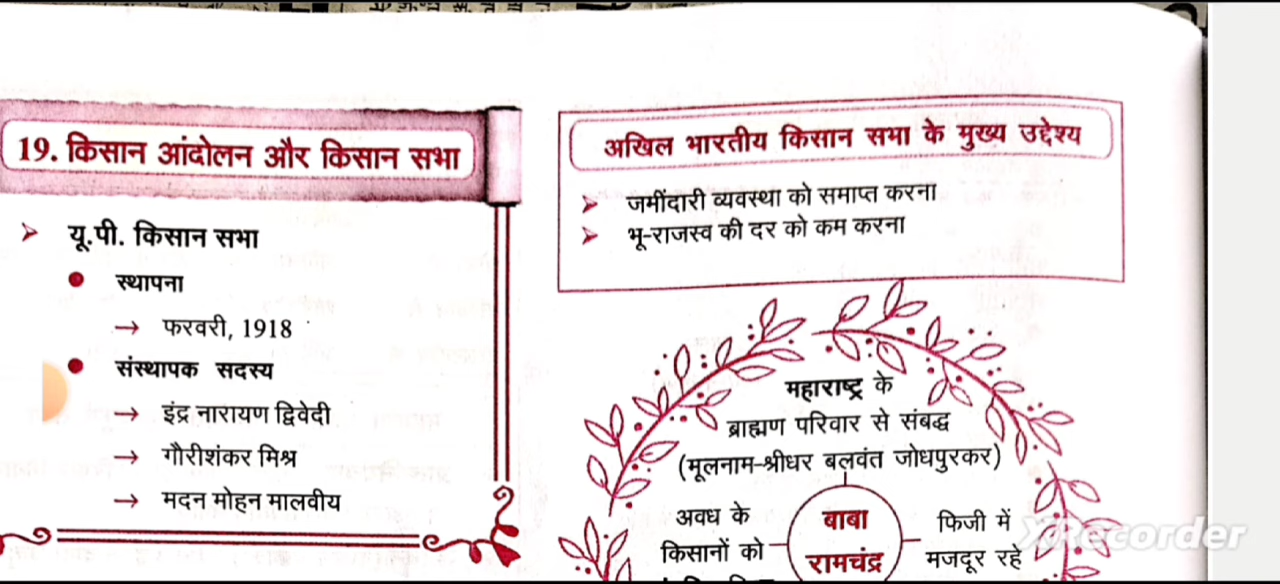 19. किसान आंदोलन और किसान सभा
यू.पी. किसान सभा
स्थापना
→ फरवरी, 1918
संस्थापक सदस्य
→ इंद्र नारायण द्विवेदी
→ गौरीशंकर मिश्र
→ मदन मोहन मालवीय
अखिल भारतीय किसान सभा के मुख्य उद्देश्य
जमींदारी व्यवस्था को समाप्त करना
भू-राजस्व की दर को कम करना
महाराष्ट्र के
ब्राह्मण परिवार से संबद्ध
(मूलनाम-श्रीधर बलवंत जोधपुरकर)
अवध के
किसानों को
बाबा
रामचंद्र
फिजी में
मजदूर रहे
XRecorder